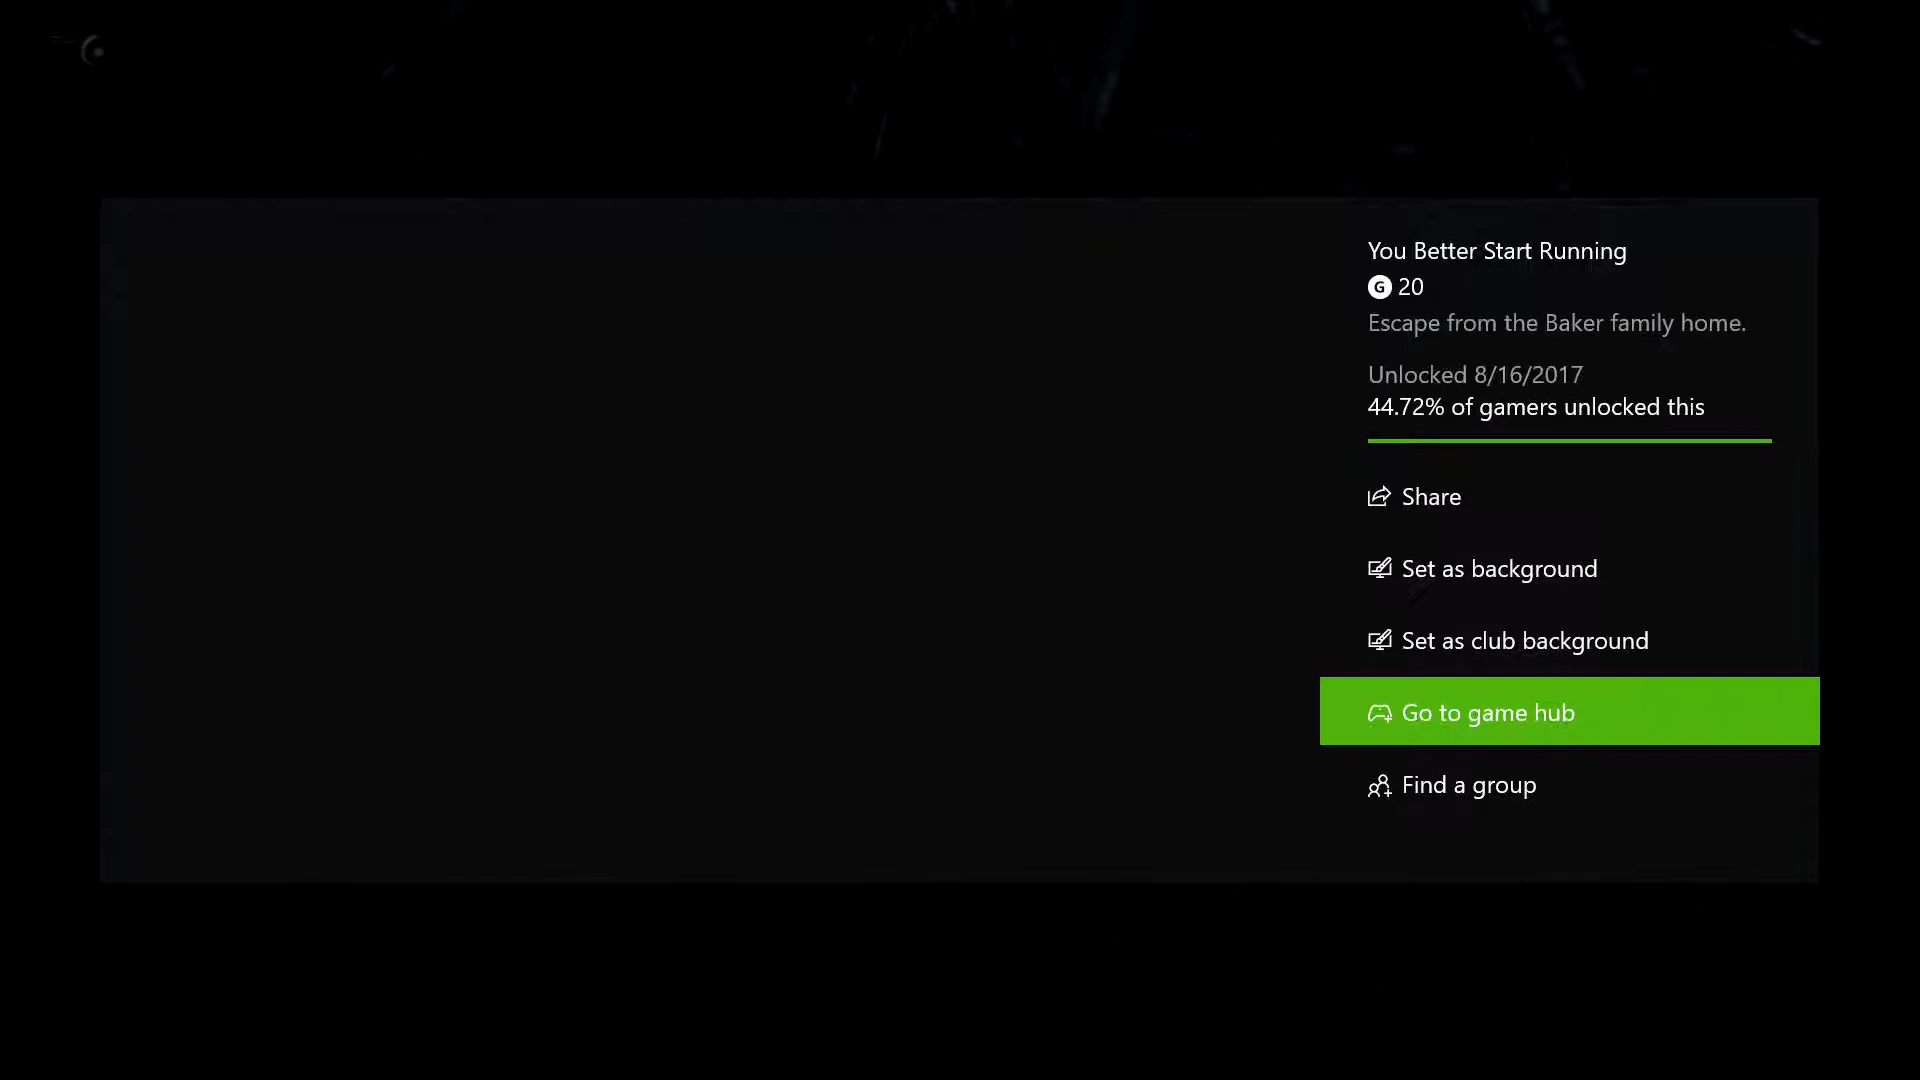 You Better Start Running
G 20
Escape from the Baker family home.
Unlocked 8/16/2017
44.72% of gamers unlocked this
Share
Set as background
Set as club background
Go to game hub
Find a group